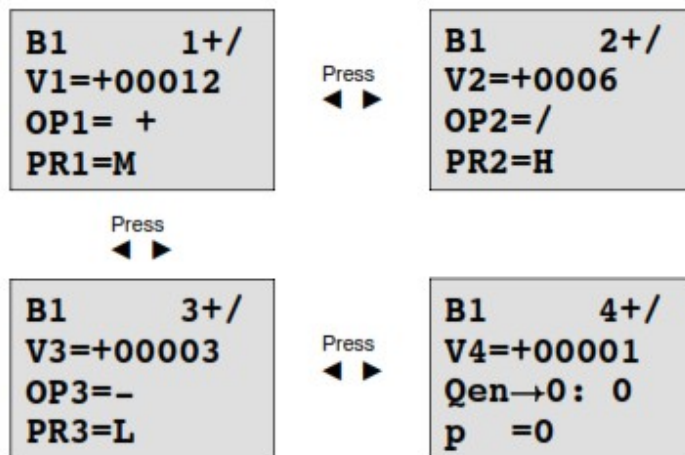 B1 1+/
V1=+00012
OP1= +
PR1=M
Press
◄ ►
B1 2+/
V2=+0006
OP2=/
PR2=H
Press
◄ ►
B1 3+/
V3=+00003
OP3=-
PR3=L
Press
◄ ►
B1 4+/
V4=+00001
Qen→0: 0
p =0